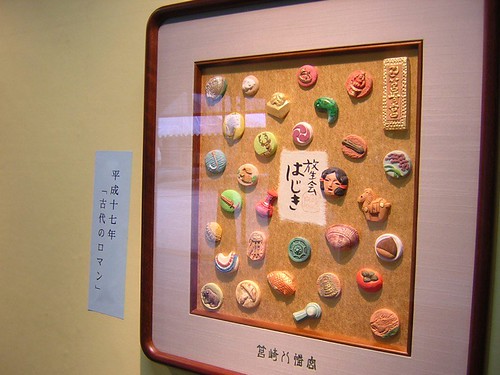 平成十七年
「古代のロマン」
放生会
はじき
筥崎八幡宮